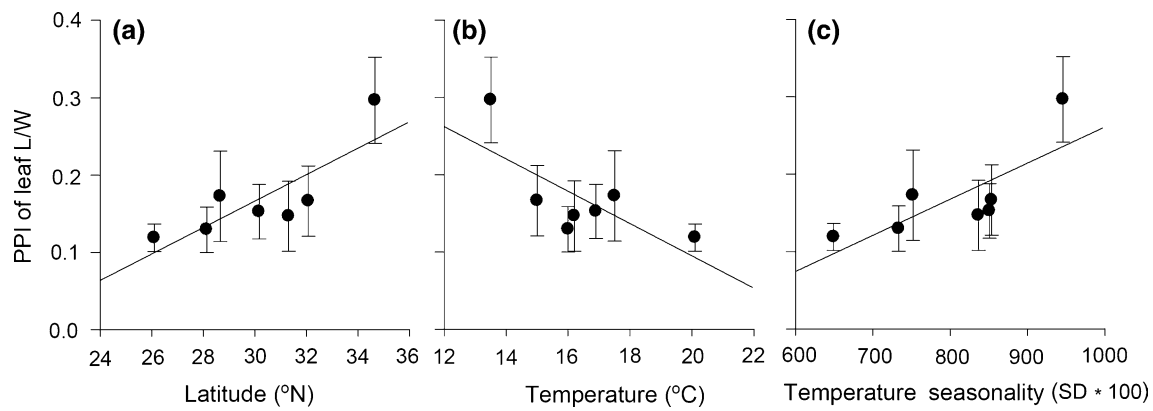 (a) (b) (c)
PPI of leaf L/W
0.4
0.3
0.2
0.1
0.0
24 26 28 30 32 34 36
12 14 16 18 20 22
600 700 800 900 1000
Latitude (ºN)
Temperature (ºC)
Temperature seasonality (SD * 100)